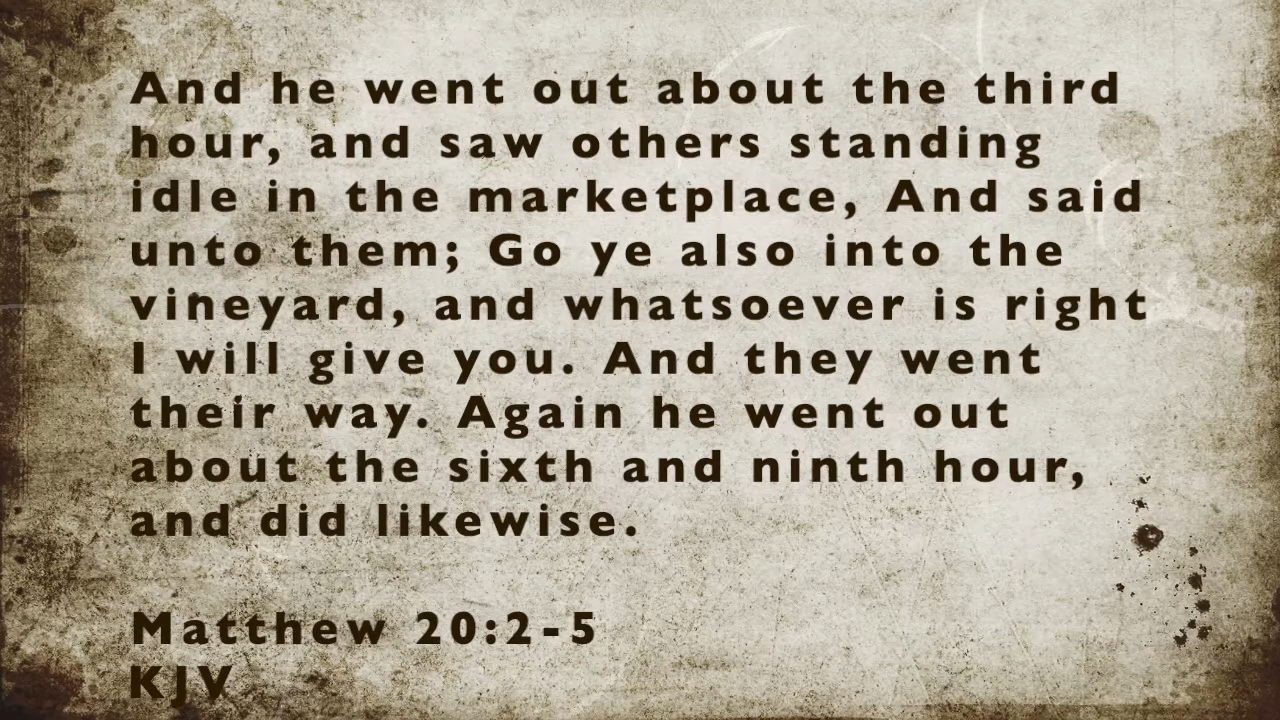 And he went out about the third
hour, and saw others standing
idle in the marketplace, And said
unto them; Go ye also into the
vineyard, and whatsoever is right
I will give you. And they went
their way. Again he went out
about the sixth and ninth hour,
and did likewise.
Matthew 20:2-5
KJV